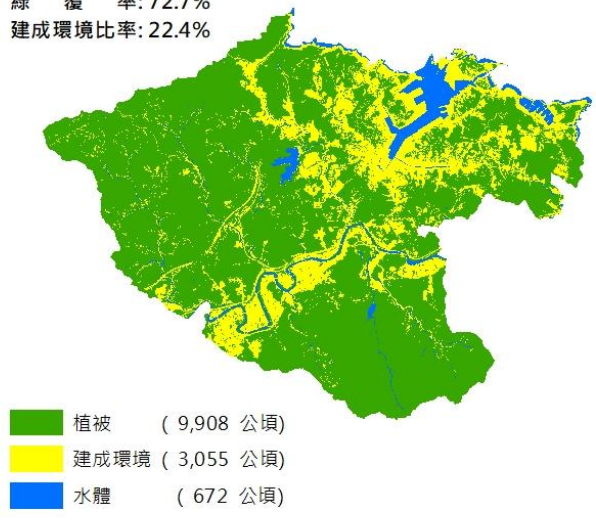 綠 覆 率: 72.7%
建成環境比率: 22.4%
植被 ( 9,908 公頃)
建成環境 ( 3,055 公頃)
水體 ( 672 公頃)